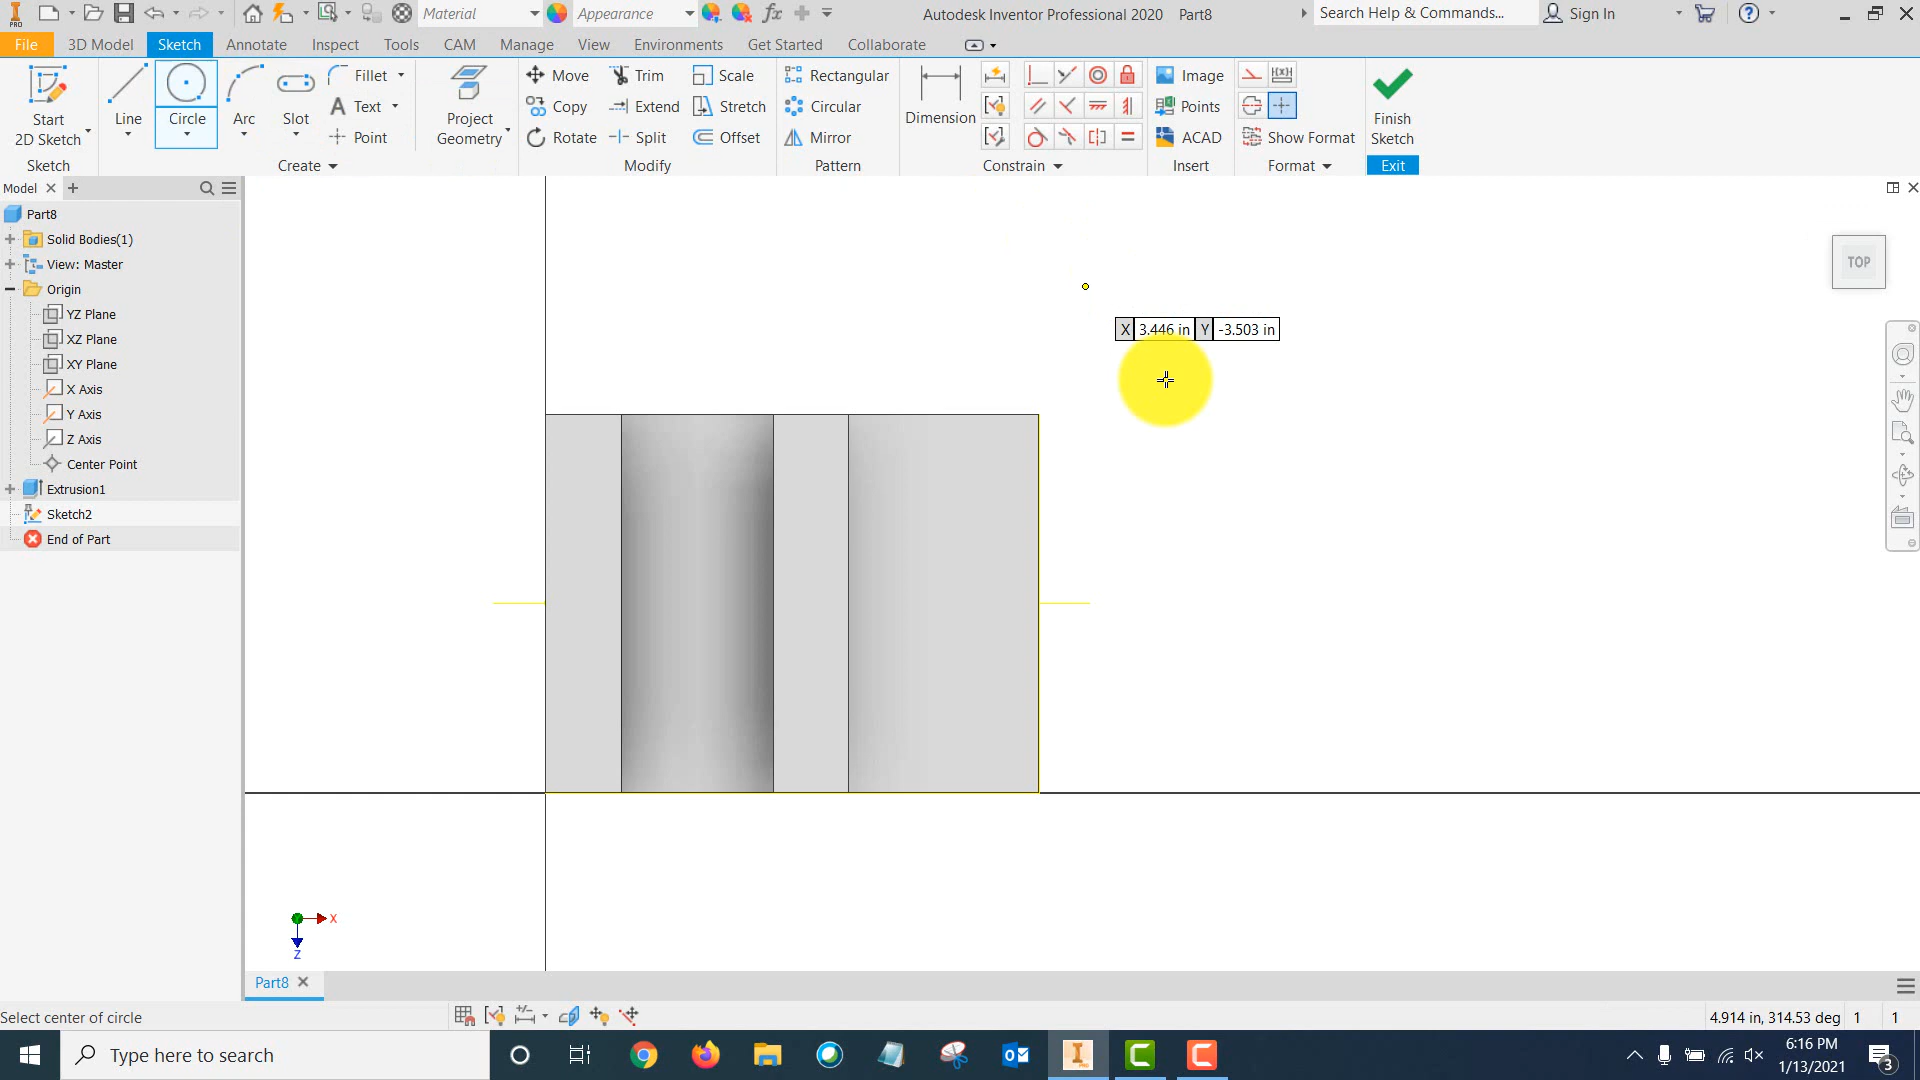 PRO Material Appearance fx Autodesk Inventor Professional 2020 Part8 Search Help & Commands... Sign In
File 3D Model Sketch Annotate Inspect Tools CAM Manage View Environments Get Started Collaborate
Start 2D Sketch
Line
Circle
Arc
Slot
Fillet
Text
Point
Project Geometry
Move Trim Scale
Copy Extend Stretch
Rotate Split Offset
Rectangular
Circular
Mirror
Dimension
Image
Points
ACAD
Show Format
Finish Sketch
Sketch Create Modify Pattern Constrain Insert Format Exit
Model
Part8
Solid Bodies(1)
View: Master
Origin
YZ Plane
XZ Plane
XY Plane
X Axis
Y Axis
Z Axis
Center Point
Extrusion1
Sketch2
End of Part
TOP
X 3.446 in Y -3.503 in
X
Z
Part8
Select center of circle
4.914 in, 314.53 deg 1 1
Type here to search
6:16 PM
1/13/2021
3